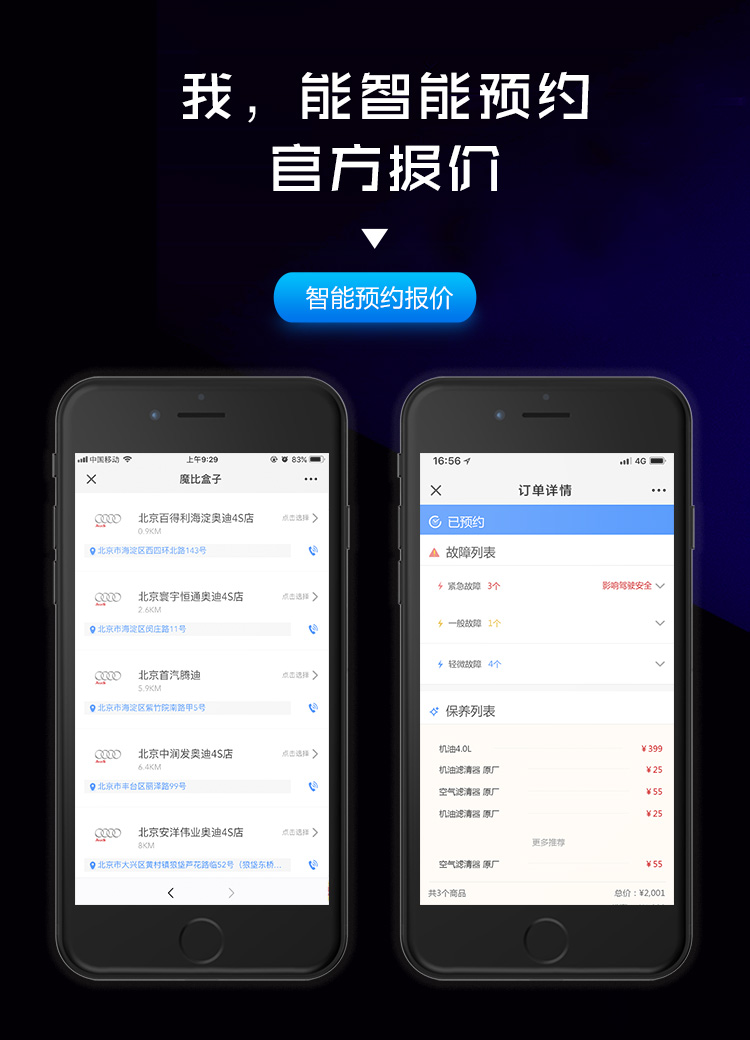 我，能智能预约
官方报价
智能预约报价
中国移动 上午9:29 83%
魔比盒子
北京百得利海淀奥迪4S店 点击选择
0.9KM
北京市海淀区西四环北路143号
北京寰宇恒通奥迪4S店 点击选择
2.6KM
北京市海淀区闵庄路11号
北京首汽腾迪 点击选择
5.9KM
北京市海淀区紫竹院南路甲5号
北京中润发奥迪4S店 点击选择
6.4KM
北京市丰台区丽泽路99号
北京安洋伟业奥迪4S店 点击选择
8KM
北京市大兴区黄村镇狼垡芦花路临52号（狼垡东桥...
16:56 4G
订单详情
已预约
故障列表
紧急故障 3个 影响驾驶安全
一般故障 1个
轻微故障 4个
保养列表
机油4.0L ¥399
机油滤清器 原厂 ¥25
空气滤清器 原厂 ¥55
机油滤清器 原厂 ¥25
更多推荐
空气滤清器 原厂 ¥55
共3个商品 总价：¥2,001